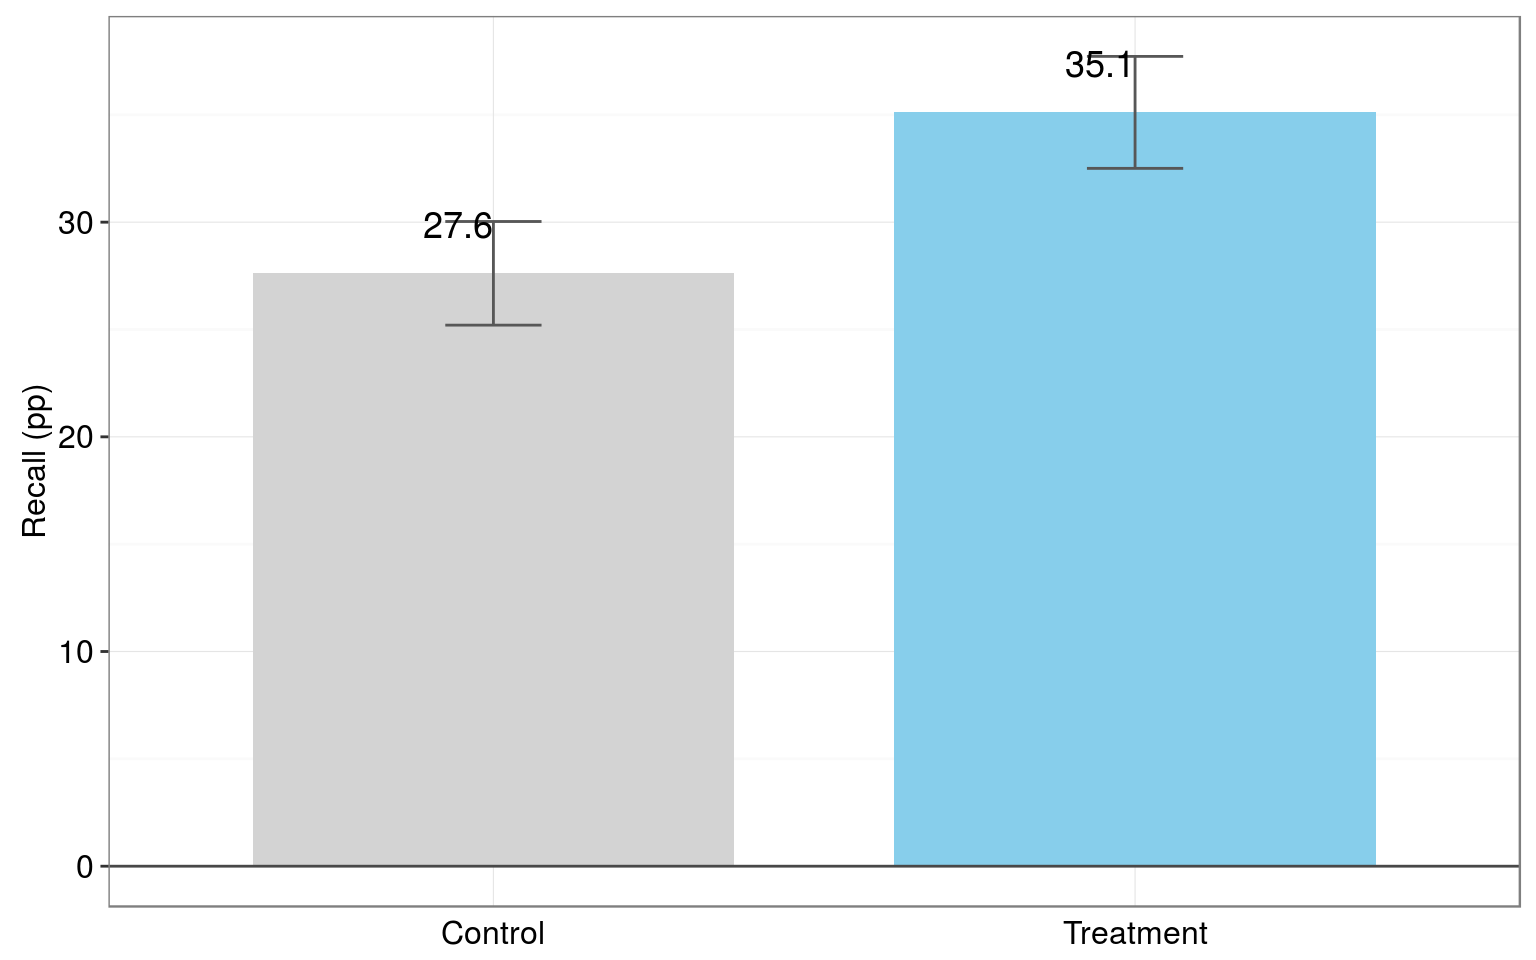 35.1
27.6
30
20
10
0
Recall (pp)
Control
Treatment